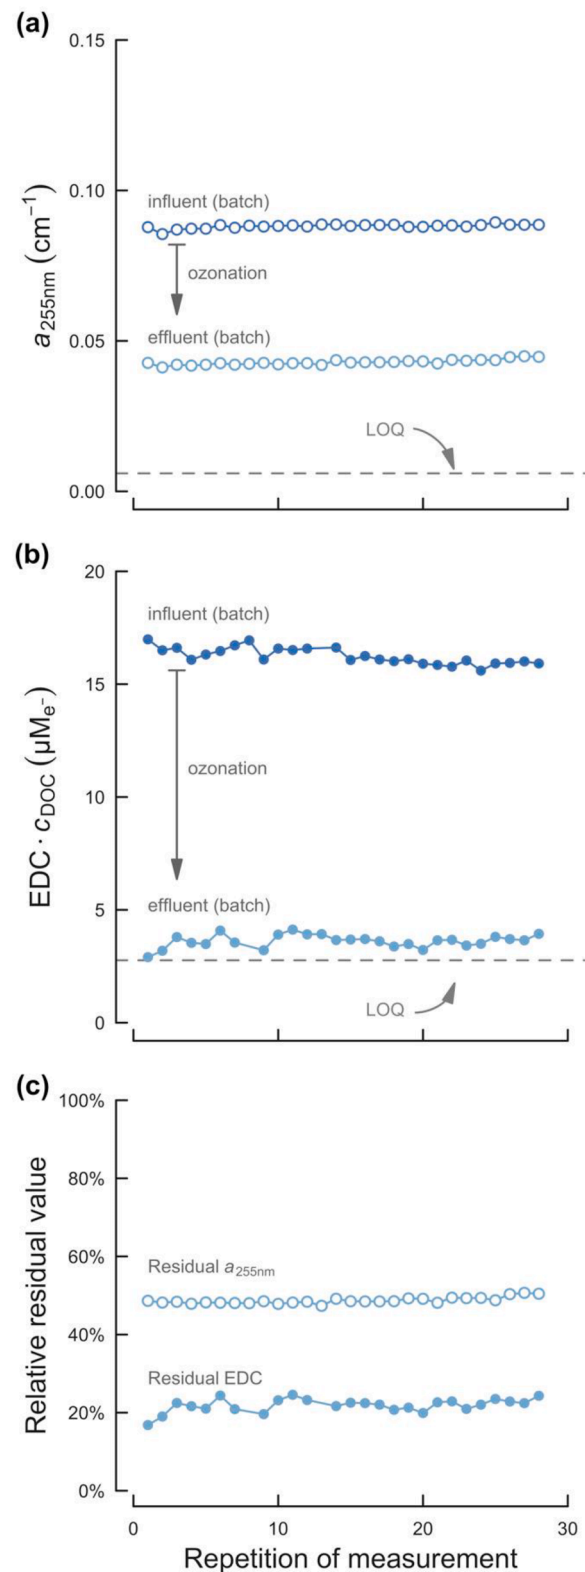 (a)
0.15
0.10
0.05
0.00
a255nm (cm−1)
influent (batch)
ozonation
effluent (batch)
LOQ
(b)
20
15
10
5
0
EDC · cDOC (µMe-)
influent (batch)
ozonation
effluent (batch)
LOQ
(c)
100%
80%
60%
40%
20%
0%
Relative residual value
Residual a255nm
Residual EDC
0 10 20 30
Repetition of measurement